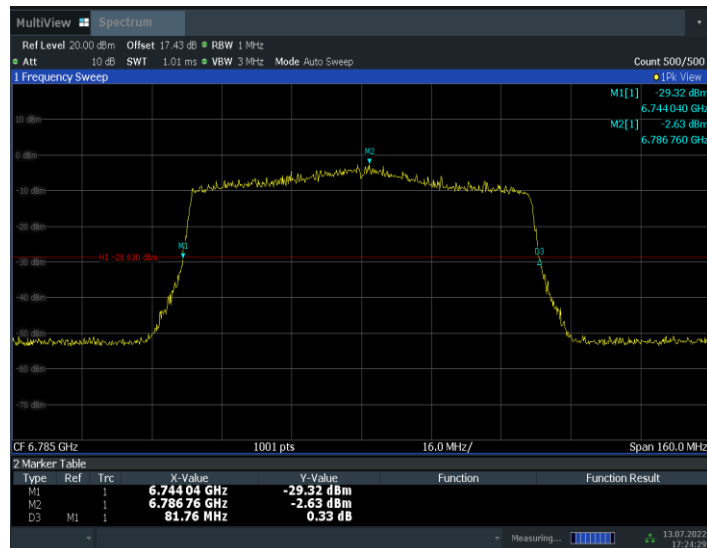 MultiView Spectrum
Ref Level 20.00 dBm Offset 17.43 dB RBW 1 MHz
Att 10 dB SWT 1.01 ms VBW 3 MHz Mode Auto Sweep Count 500/500
1 Frequency Sweep 1Pk View
M1[1] -29.32 dBm
6.744 040 GHz
10 dBm
M2[1] -2.63 dBm
6.786 760 GHz
0 dBm
M2
-10 dBm
-20 dBm
M1
D3
H1 -28.630 dBm
-30 dBm
-40 dBm
-50 dBm
-60 dBm
-70 dBm
CF 6.785 GHz 1001 pts 16.0 MHz/ Span 160.0 MHz
2 Marker Table
Type Ref Trc X-Value Y-Value Function Function Result
M1 1 6.744 04 GHz -29.32 dBm
M2 1 6.786 76 GHz -2.63 dBm
D3 M1 1 81.76 MHz 0.33 dB
Measuring... 13.07.2022
17:24:29